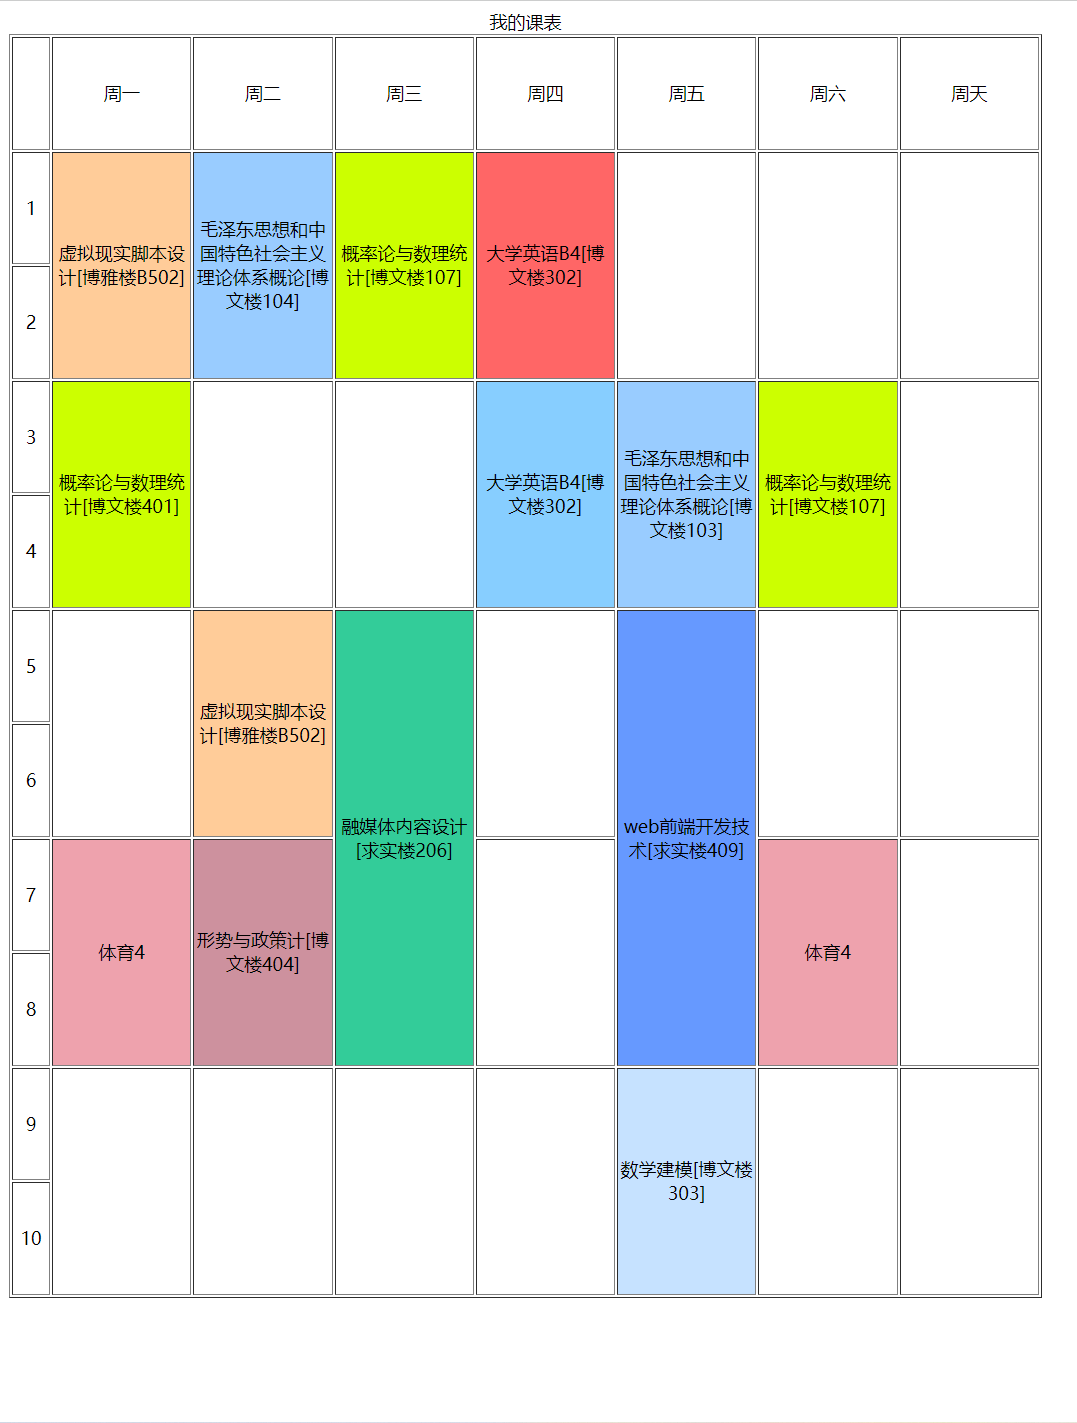 我的课表
周一
周二
周三
周四
周五
周六
周天
1
虚拟现实脚本设
计[博雅楼B502]
毛泽东思想和中
国特色社会主义
理论体系概论[博
文楼104]
概率论与数理统
计[博文楼107]
大学英语B4[博
文楼302]
2
3
概率论与数理统
计[博文楼401]
大学英语B4[博
文楼302]
毛泽东思想和中
国特色社会主义
理论体系概论[博
文楼103]
概率论与数理统
计[博文楼107]
4
5
虚拟现实脚本设
计[博雅楼B502]
融媒体内容设计
[求实楼206]
web前端开发技
术[求实楼409]
6
7
体育4
形势与政策计[博
文楼404]
体育4
8
9
数学建模[博文楼
303]
10